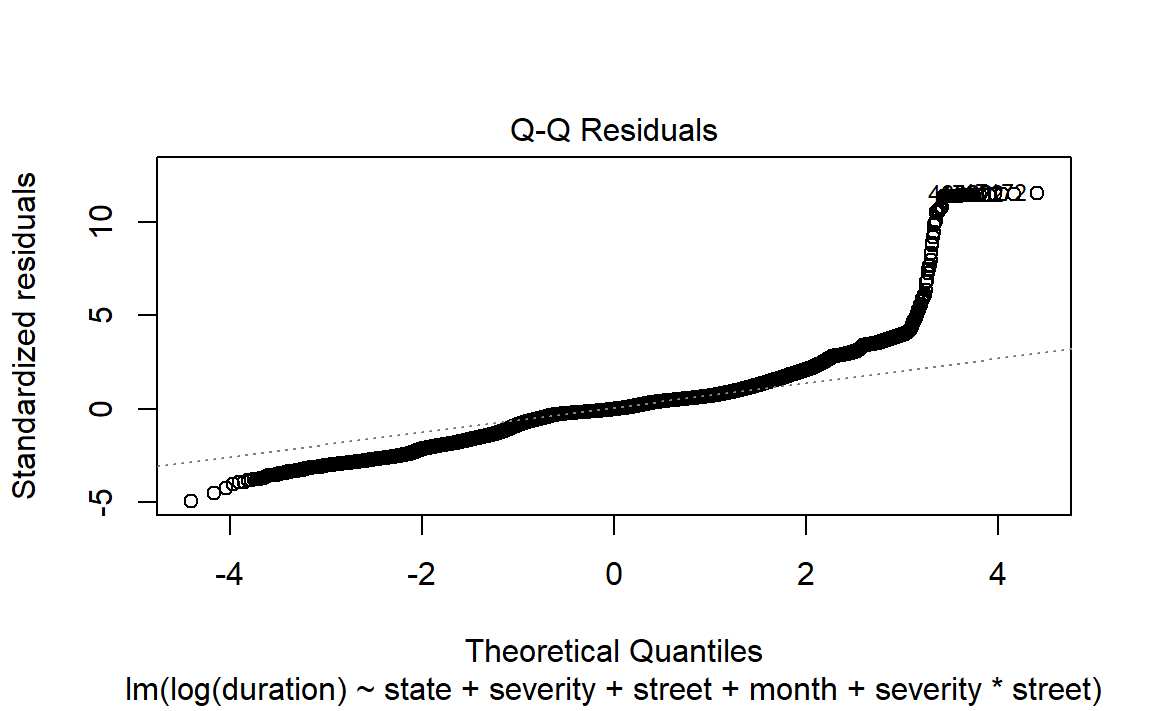 Q-Q Residuals
Standardized residuals
10
5
0
-5
-4
-2
0
2
4
Theoretical Quantiles
lm(log(duration) ~ state + severity + street + month + severity * street)